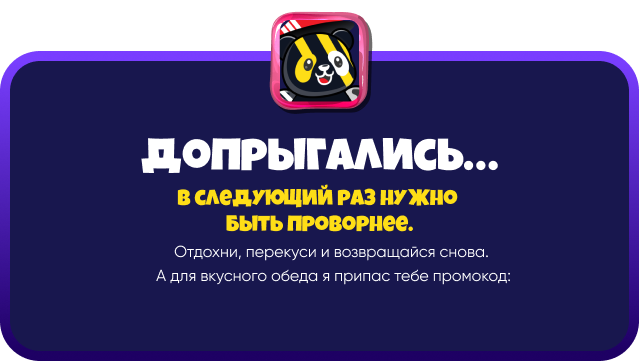 ДОПРЫГАЛИСЬ...
В СЛЕДУЮЩИЙ РАЗ НУЖНО
БЫТЬ ПРОВОРНЕЕ.
Отдохни, перекуси и возвращайся снова.
А для вкусного обеда я припас тебе промокод: